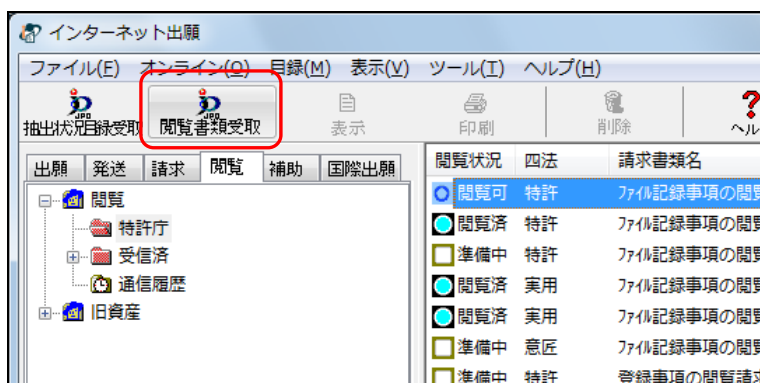 インターネット出願
ファイル(F) オンライン(O) 目録(M) 表示(V) ツール(T) ヘルプ(H)
抽出状況目録受取 閲覧書類受取 表示 印刷 削除 ヘル
出願 発送 請求 閲覧 補助 国際出願
閲覧
特許庁
受信済
通信履歴
旧資産
閲覧状況 四法 請求書類名
閲覧可 特許 ファイル記録事項の閲覧
閲覧済 特許 ファイル記録事項の閲覧
準備中 特許 ファイル記録事項の閲覧
閲覧済 実用 ファイル記録事項の閲覧
閲覧済 実用 ファイル記録事項の閲覧
準備中 意匠 ファイル記録事項の閲覧
準備中 特許 登録事項の閲覧請求